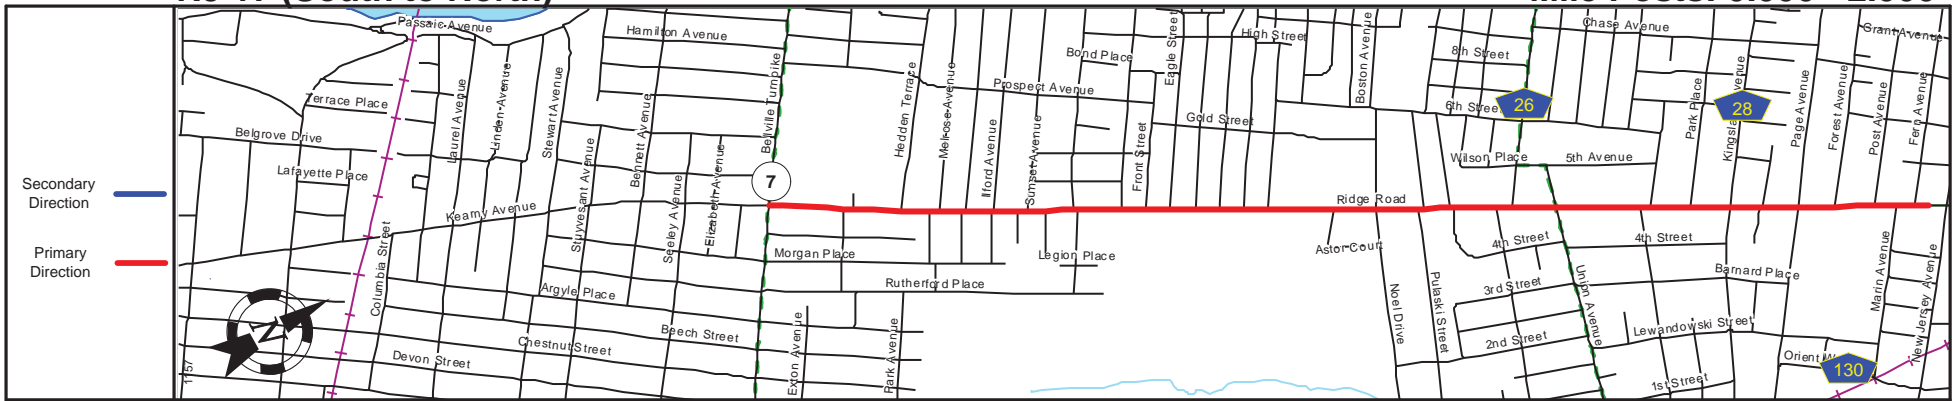 Secondary
Direction
Primary
Direction
Passaic Avenue
Hamilton Avenue
High Street
Chase Avenue
Grant Avenue
Bond Place
8th Street
Eagle Street
Boston Avenue
Terrace Place
Prospect Avenue
6th Street
26
28
Laurel Avenue
Linden Avenue
Stewart Avenue
Bennett Avenue
Bellville Turnpike
Hedden Terrace
Melrose Avenue
Ilford Avenue
Sunset Avenue
Front Street
Gold Street
Park Place
Page Avenue
Forest Avenue
Post Avenue
Fern Avenue
Belgrove Drive
Lafayette Place
Wilson Place
5th Avenue
7
Kearny Avenue
Stuyvesant Avenue
Seeley Avenue
Elizabeth Avenue
Ridge Road
Columbia Street
Morgan Place
Legion Place
Astor Court
4th Street
4th Street
Argyle Place
Rutherford Place
3rd Street
Barnard Place
Union Avenue
Marin Avenue
New Jersey Avenue
N
Beech Street
Chestnut Street
Devon Street
Exton Avenue
Park Avenue
Noel Drive
Pulaski Street
2nd Street
Lewandowski Street
1st Street
Orient
130
1157